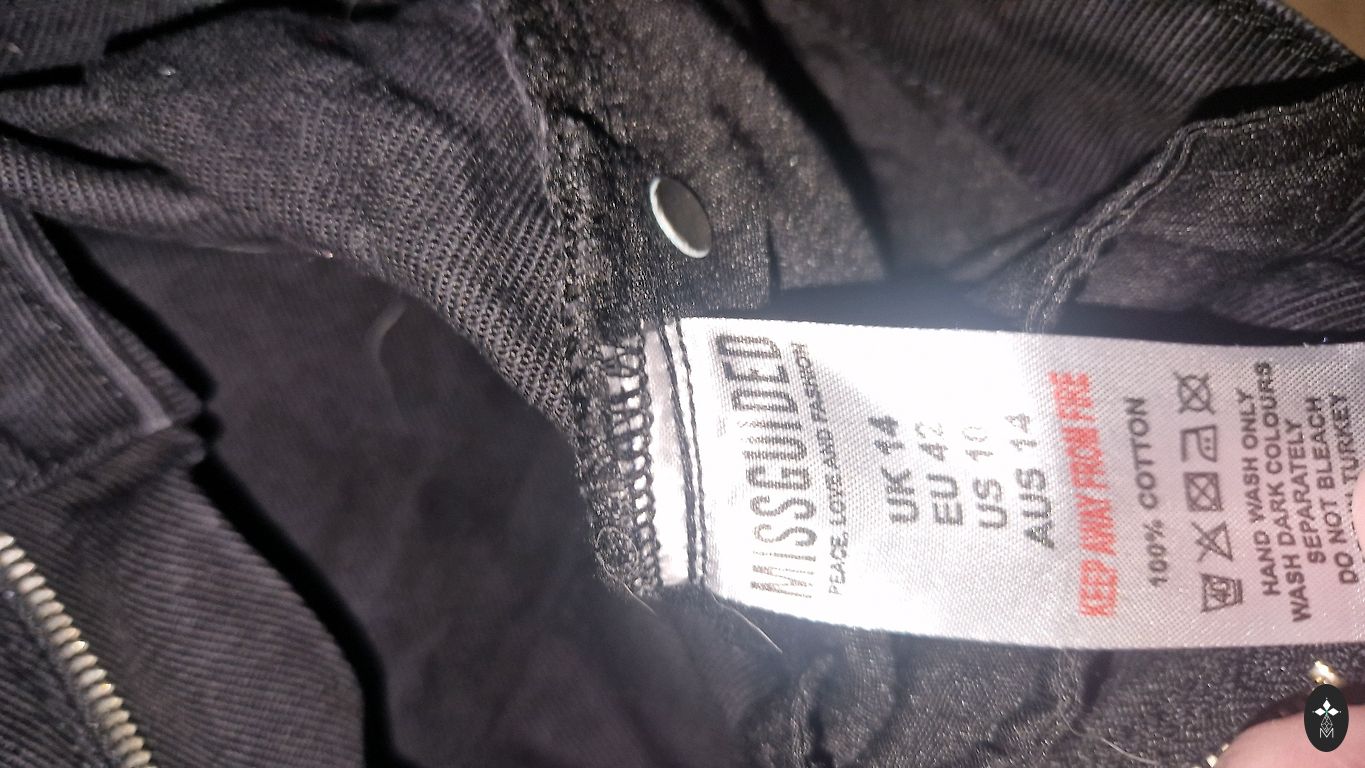 MISSGUIDED
PEACE, LOVE AND FASHION
UK 14
EU 42
US 10
AUS 14
KEEP AWAY FROM FIRE
100% COTTON
HAND WASH ONLY
WASH DARK COLOURS
SEPARATELY
DO NOT BLEACH
TURKEY
M